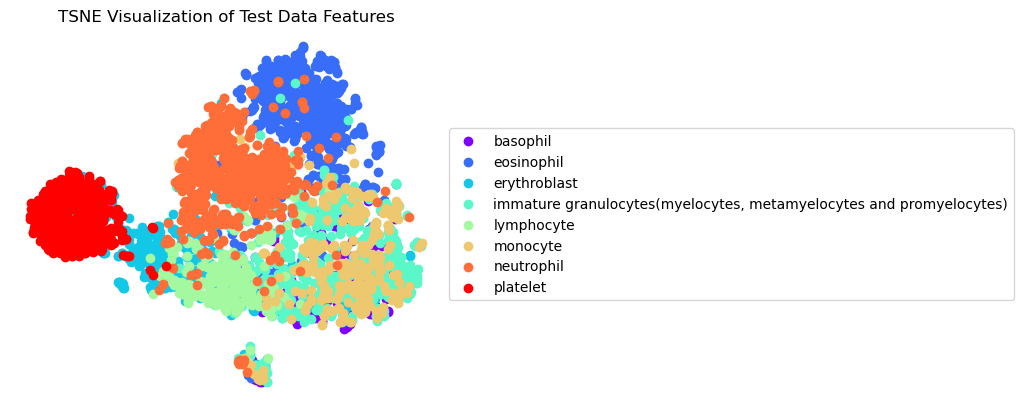 TSNE Visualization of Test Data Features
basophil
eosinophil
erythroblast
immature granulocytes(myelocytes, metamyelocytes and promyelocytes)
lymphocyte
monocyte
neutrophil
platelet